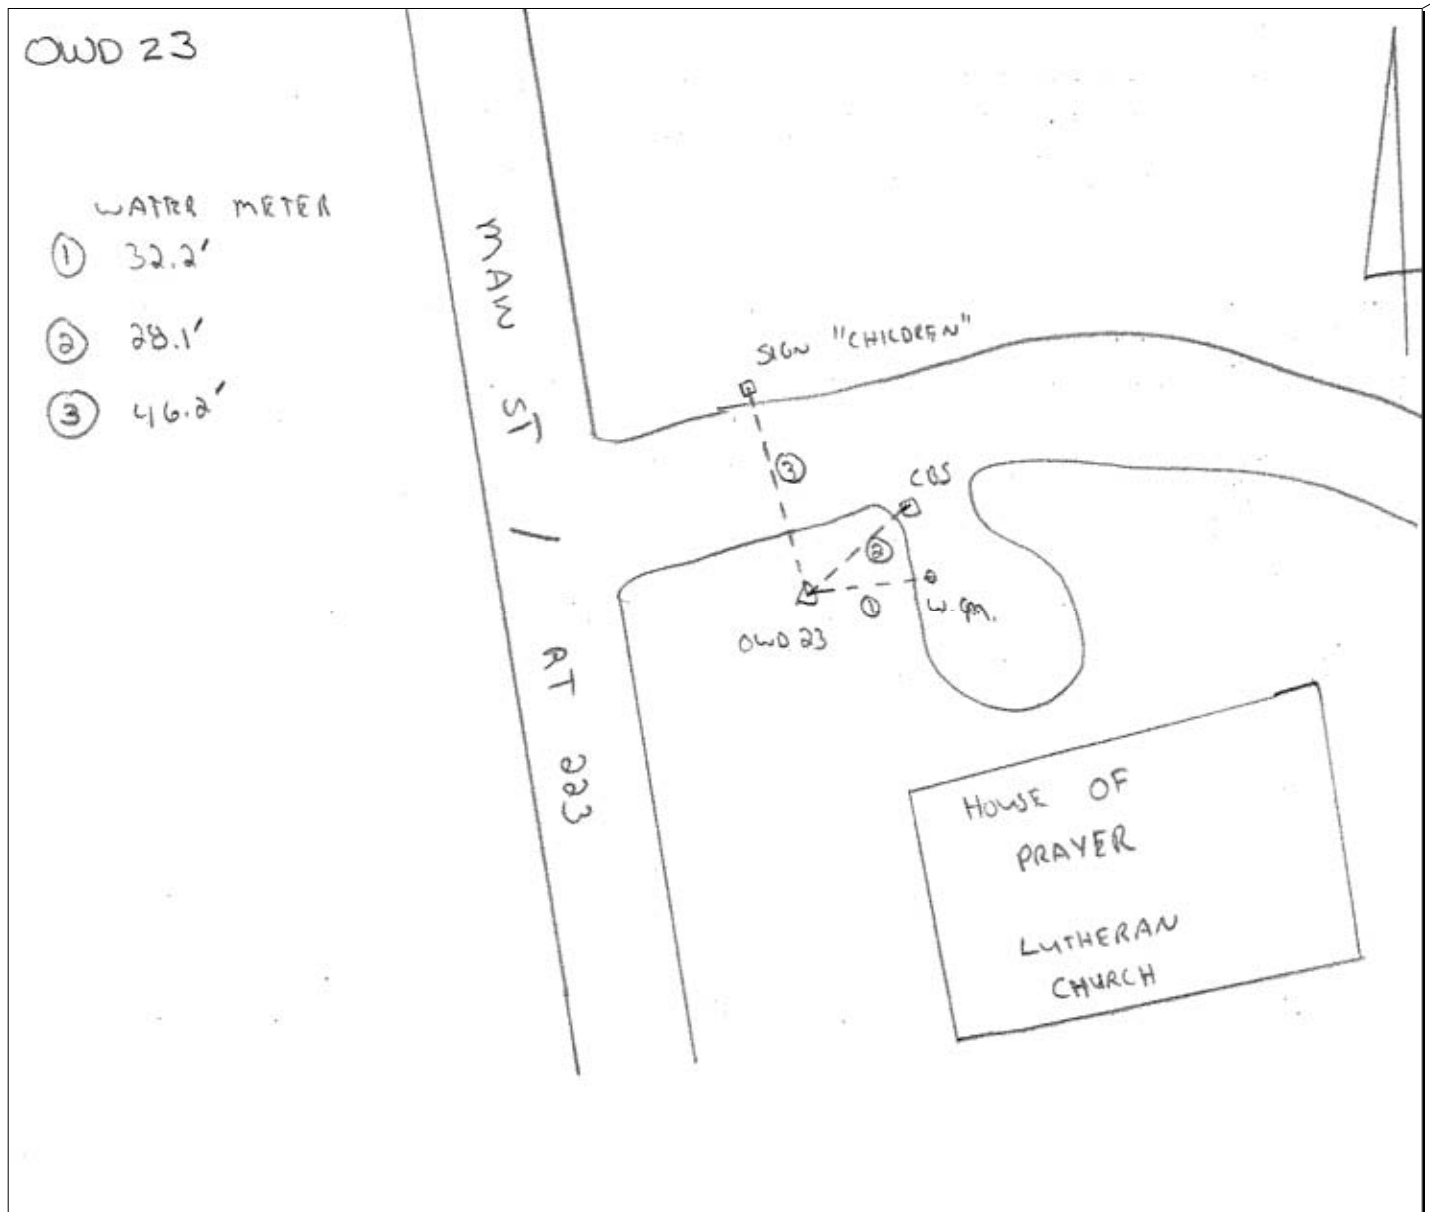 OWD 23
WATER METER
① 32.2'
② 28.1'
③ 46.2'
MAIN ST / RT 223
SIGN "CHILDREN"
③
CBS
②
①
W.M.
OWD 23
HOUSE OF
PRAYER
LUTHERAN
CHURCH